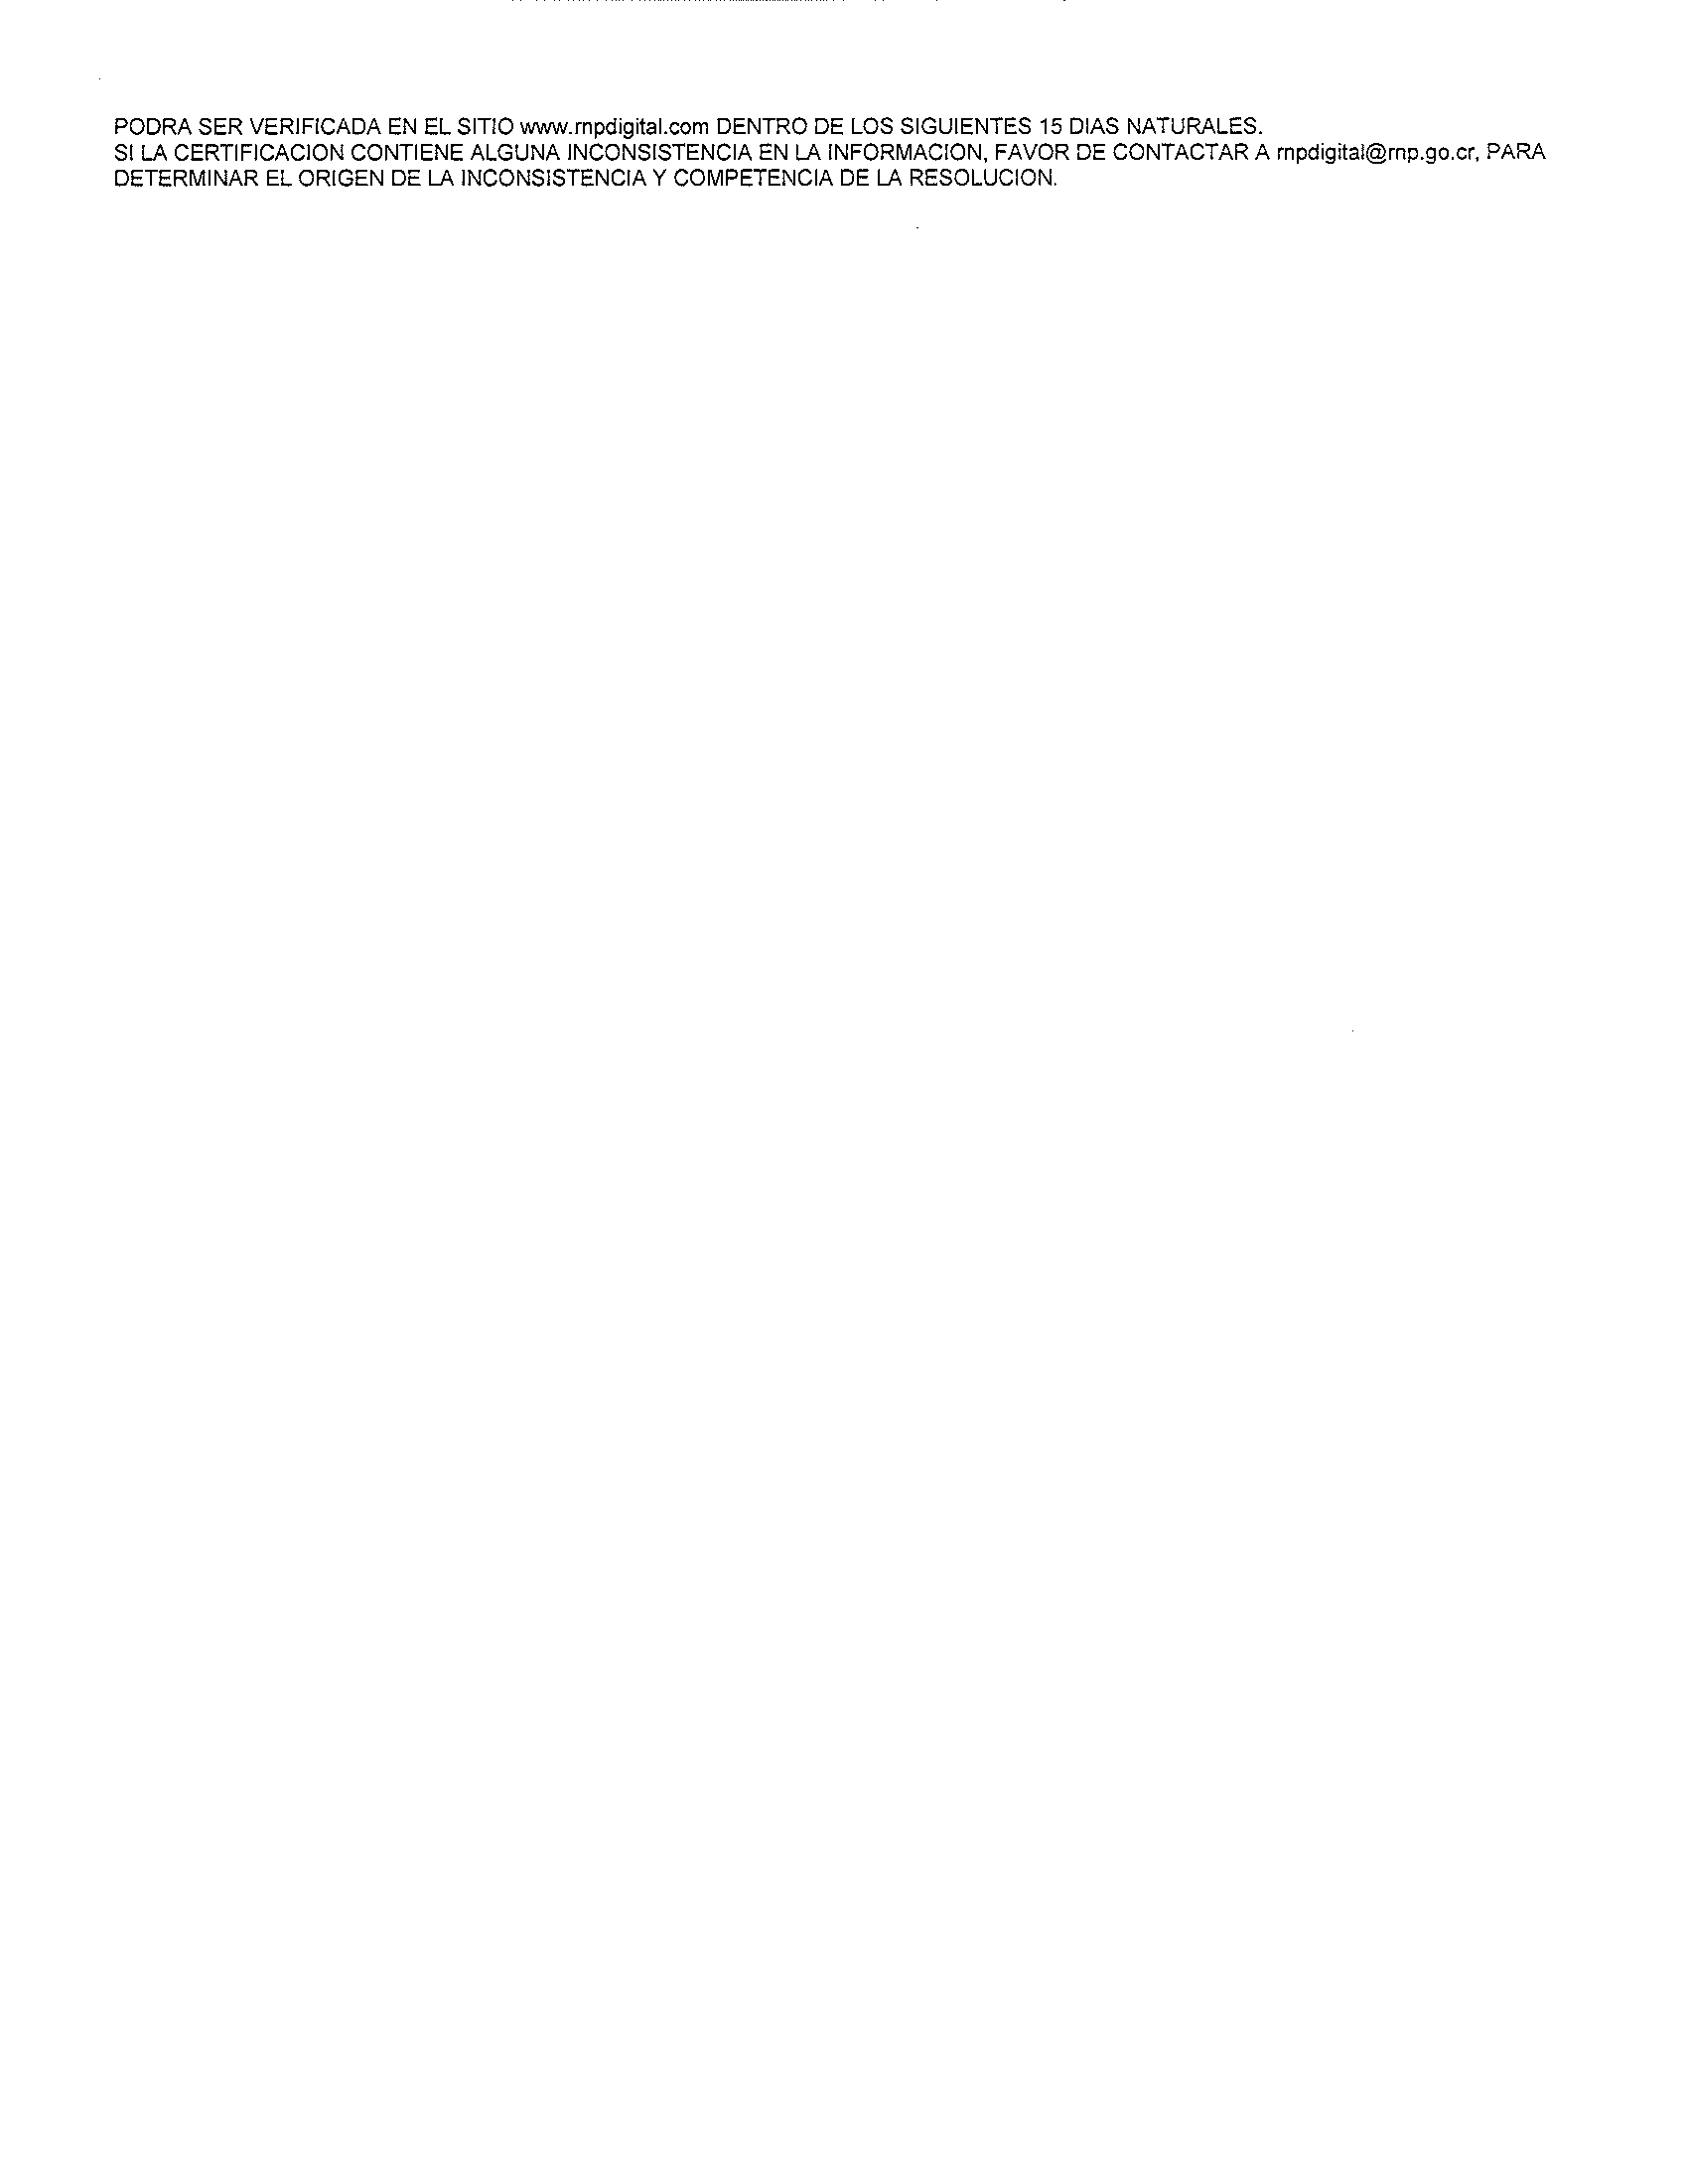 PODRA SER VERIFICADA EN EL SITIO www.rnpdigital.com DENTRO DE LOS SIGUIENTES 15 DIAS NATURALES.
SI LA CERTIFICACION CONTIENE ALGUNA INCONSISTENCIA EN LA INFORMACION, FAVOR DE CONTACTAR A rnpdigital@rnp.go.cr, PARA
DETERMINAR EL ORIGEN DE LA INCONSISTENCIA Y COMPETENCIA DE LA RESOLUCION.